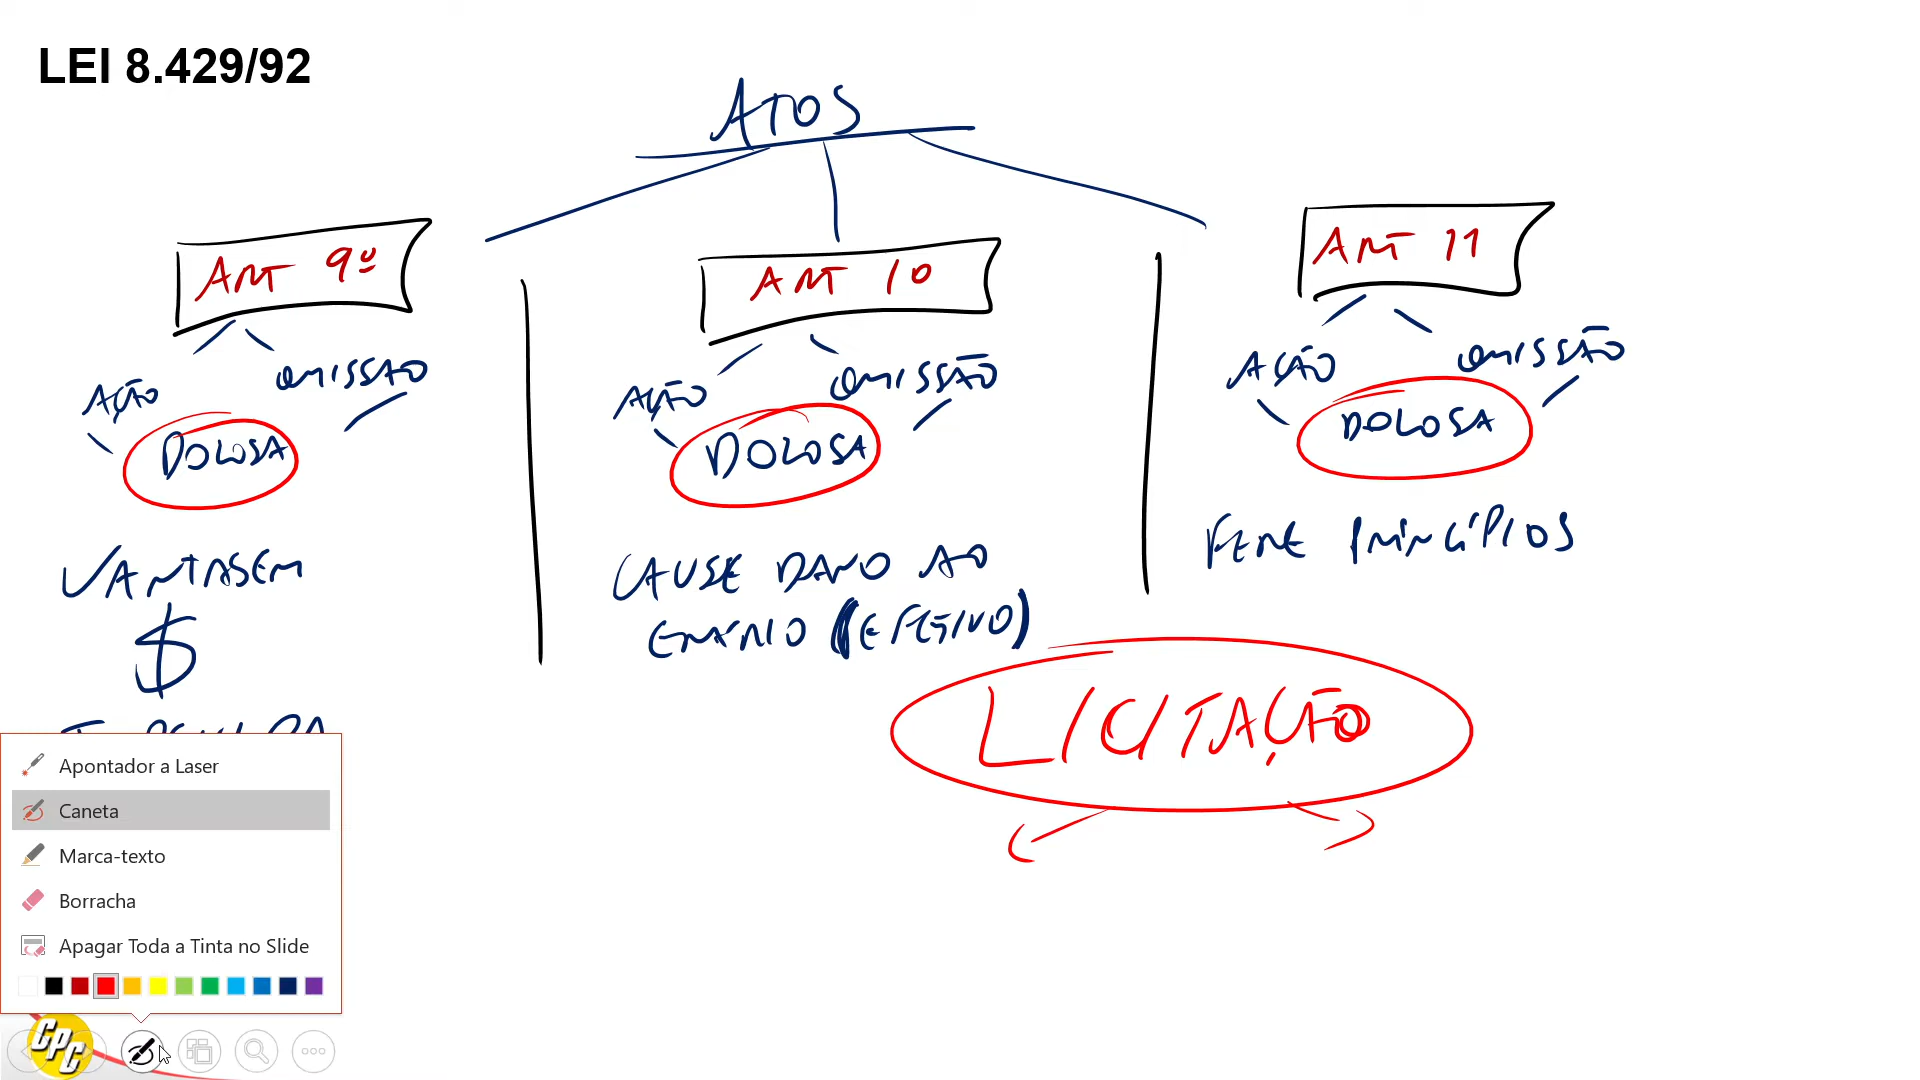 LEI 8.429/92
ATOS
ART 9º
ART 10
ART 11
AÇÃO
OMISSÃO
AÇÃO
OMISSÃO
AÇÃO
OMISSÃO
DOLOSA
DOLOSA
DOLOSA
VANTAGEM
$
CAUSE DANO AO
ERÁRIO (EFETIVO)
FERE PRINCÍPIOS
LICITAÇÃO
Apontador a Laser
Caneta
Marca-texto
Borracha
Apagar Toda a Tinta no Slide
CPC